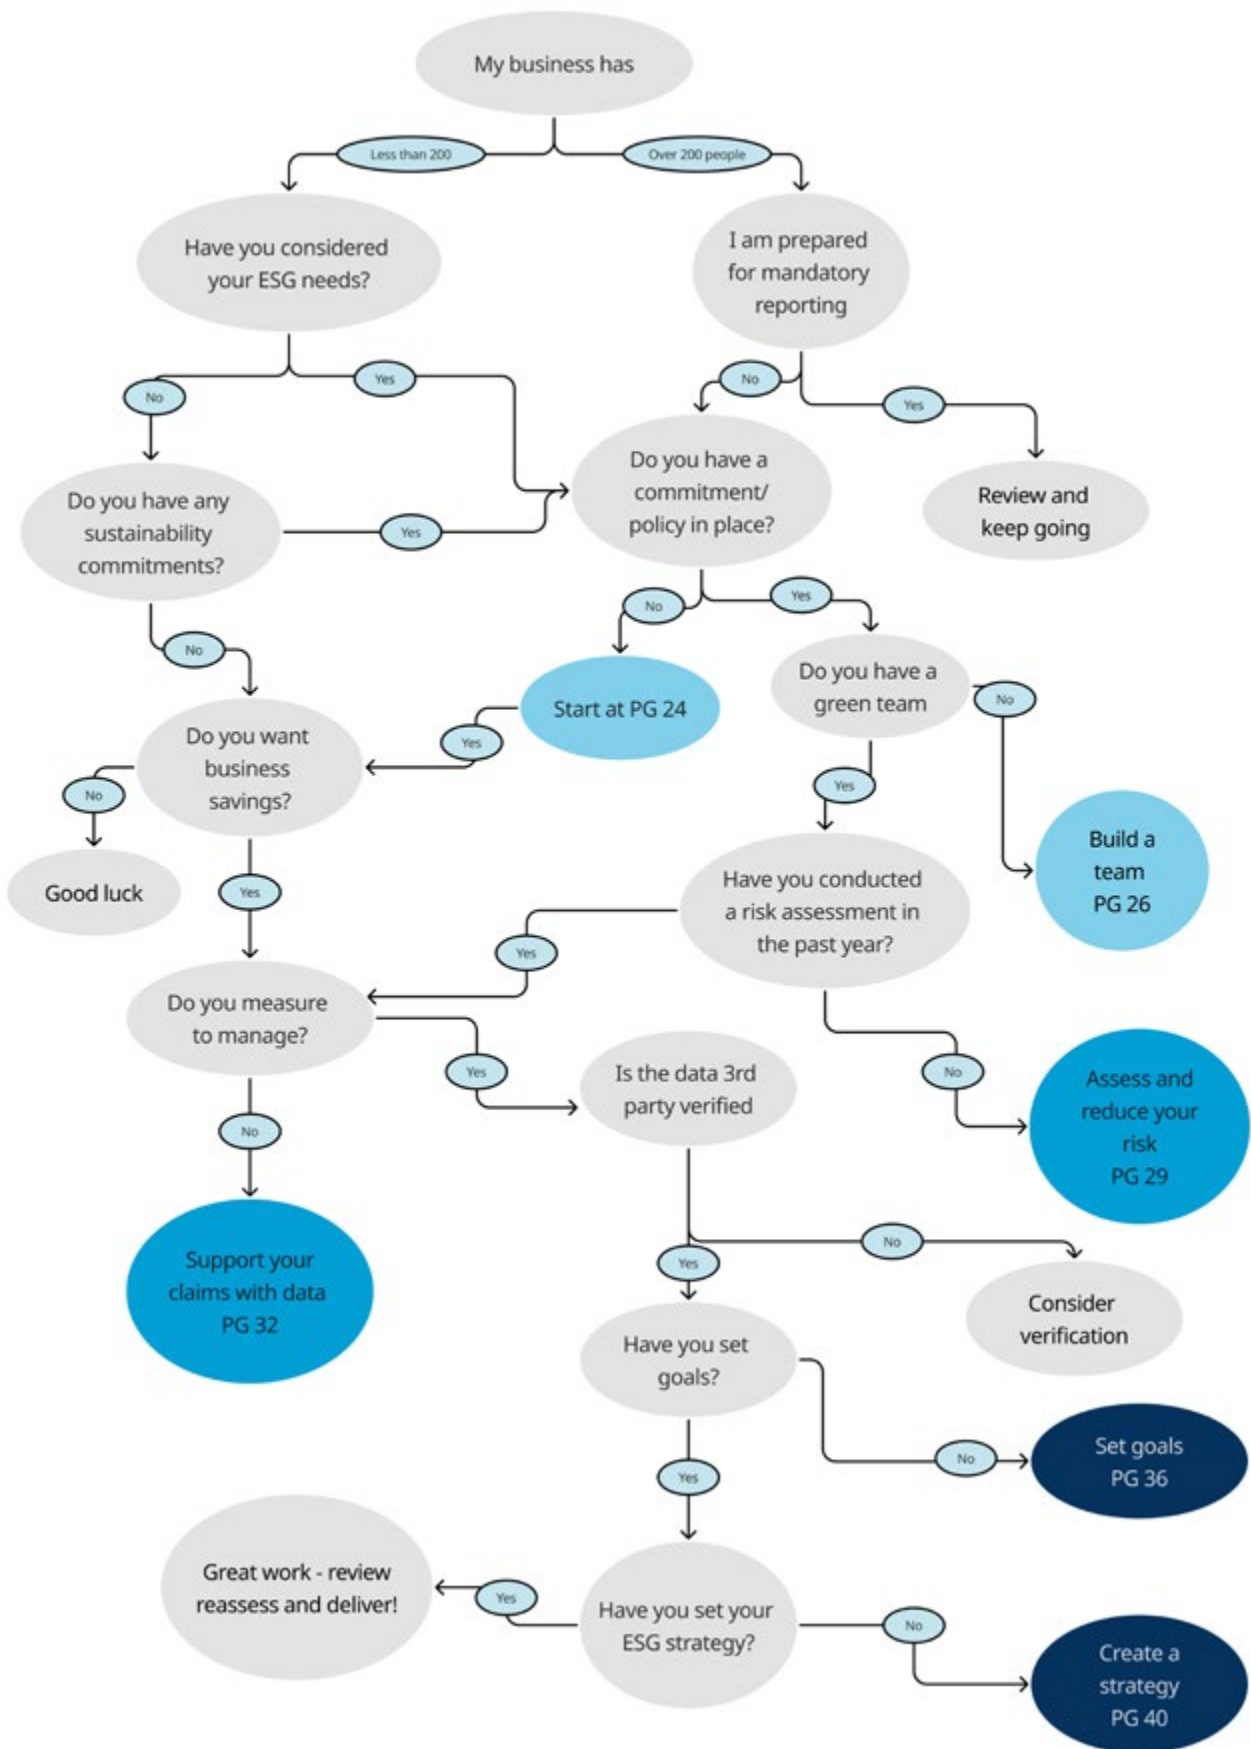 My business has
Less than 200
Over 200 people
Have you considered
your ESG needs?
I am prepared
for mandatory
reporting
No
Yes
No
Yes
Do you have any
sustainability
commitments?
Yes
Do you have a
commitment/
policy in place?
Review and
keep going
No
No
Yes
Start at PG 24
Do you have a
green team
No
Do you want
business
savings?
Yes
No
Yes
Good luck
Yes
Have you conducted
a risk assessment in
the past year?
Build a
team
PG 26
Yes
Do you measure
to manage?
Yes
Is the data 3rd
party verified
No
Assess and
reduce your
risk
PG 29
No
Support your
claims with data
PG 32
Yes
No
Consider
verification
Have you set
goals?
No
Set goals
PG 36
Yes
Great work - review
reassess and deliver!
Yes
Have you set your
ESG strategy?
No
Create a
strategy
PG 40